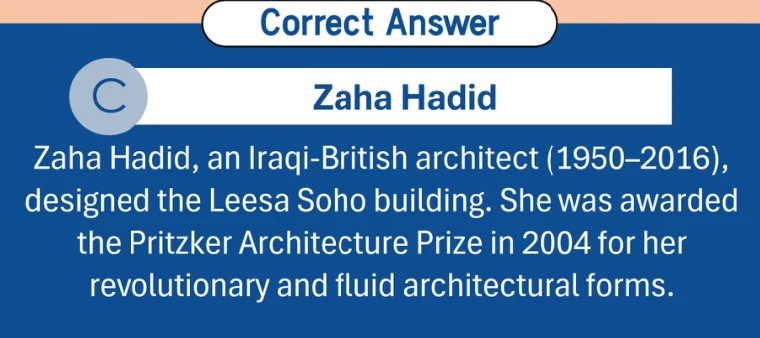 Correct Answer
C
Zaha Hadid
Zaha Hadid, an Iraqi-British architect (1950–2016),
designed the Leesa Soho building. She was awarded
the Pritzker Architecture Prize in 2004 for her
revolutionary and fluid architectural forms.